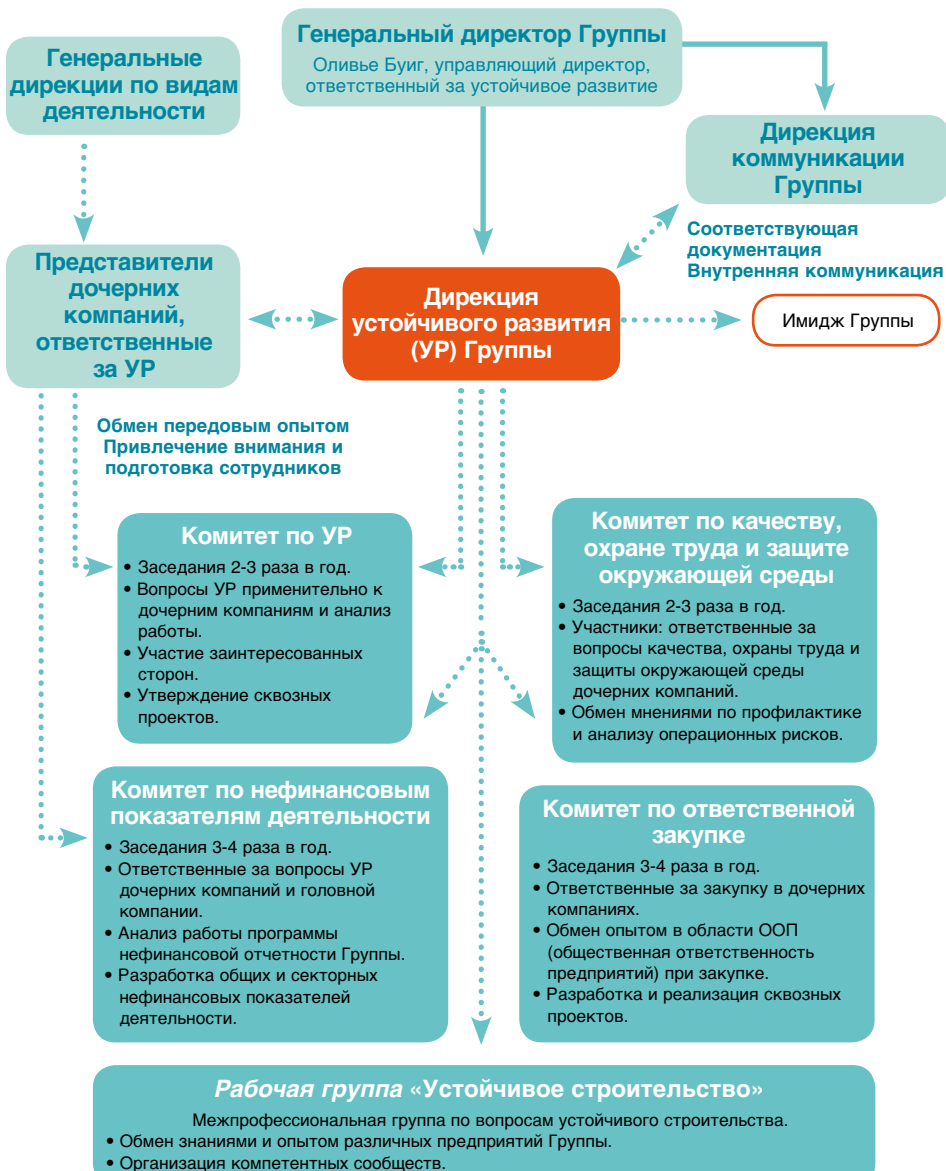 Генеральные
дирекции по видам
деятельности
Генеральный директор Группы
Оливье Буиг, управляющий директор,
ответственный за устойчивое развитие
Дирекция
коммуникации
Группы
Соответствующая
документация
Внутренняя коммуникация
Представители
дочерних
компаний,
ответственные
за УР
Дирекция
устойчивого развития
(УР) Группы
Имидж Группы
Обмен передовым опытом
Привлечение внимания и
подготовка сотрудников
Комитет по УР
• Заседания 2-3 раза в год.
• Вопросы УР применительно к
дочерним компаниям и анализ
работы.
• Участие заинтересованных
сторон.
• Утверждение сквозных
проектов.
Комитет по качеству,
охране труда и защите
окружающей среды
• Заседания 2-3 раза в год.
• Участники: ответственные за
вопросы качества, охраны труда и
защиты окружающей среды
дочерних компаний.
• Обмен мнениями по профилактике
и анализу операционных рисков.
Комитет по нефинансовым
показателям деятельности
• Заседания 3-4 раза в год.
• Ответственные за вопросы УР
дочерних компаний и головной
компании.
• Анализ работы программы
нефинансовой отчетности Группы.
• Разработка общих и секторных
нефинансовых показателей
деятельности.
Комитет по ответственной
закупке
• Заседания 3-4 раза в год.
• Ответственные за закупку в дочерних
компаниях.
• Обмен опытом в области ООП
(общественная ответственность
предприятий) при закупке.
• Разработка и реализация сквозных
проектов.
Рабочая группа «Устойчивое строительство»
Межпрофессиональная группа по вопросам устойчивого строительства.
• Обмен знаниями и опытом различных предприятий Группы.
• Организация компетентных сообществ.